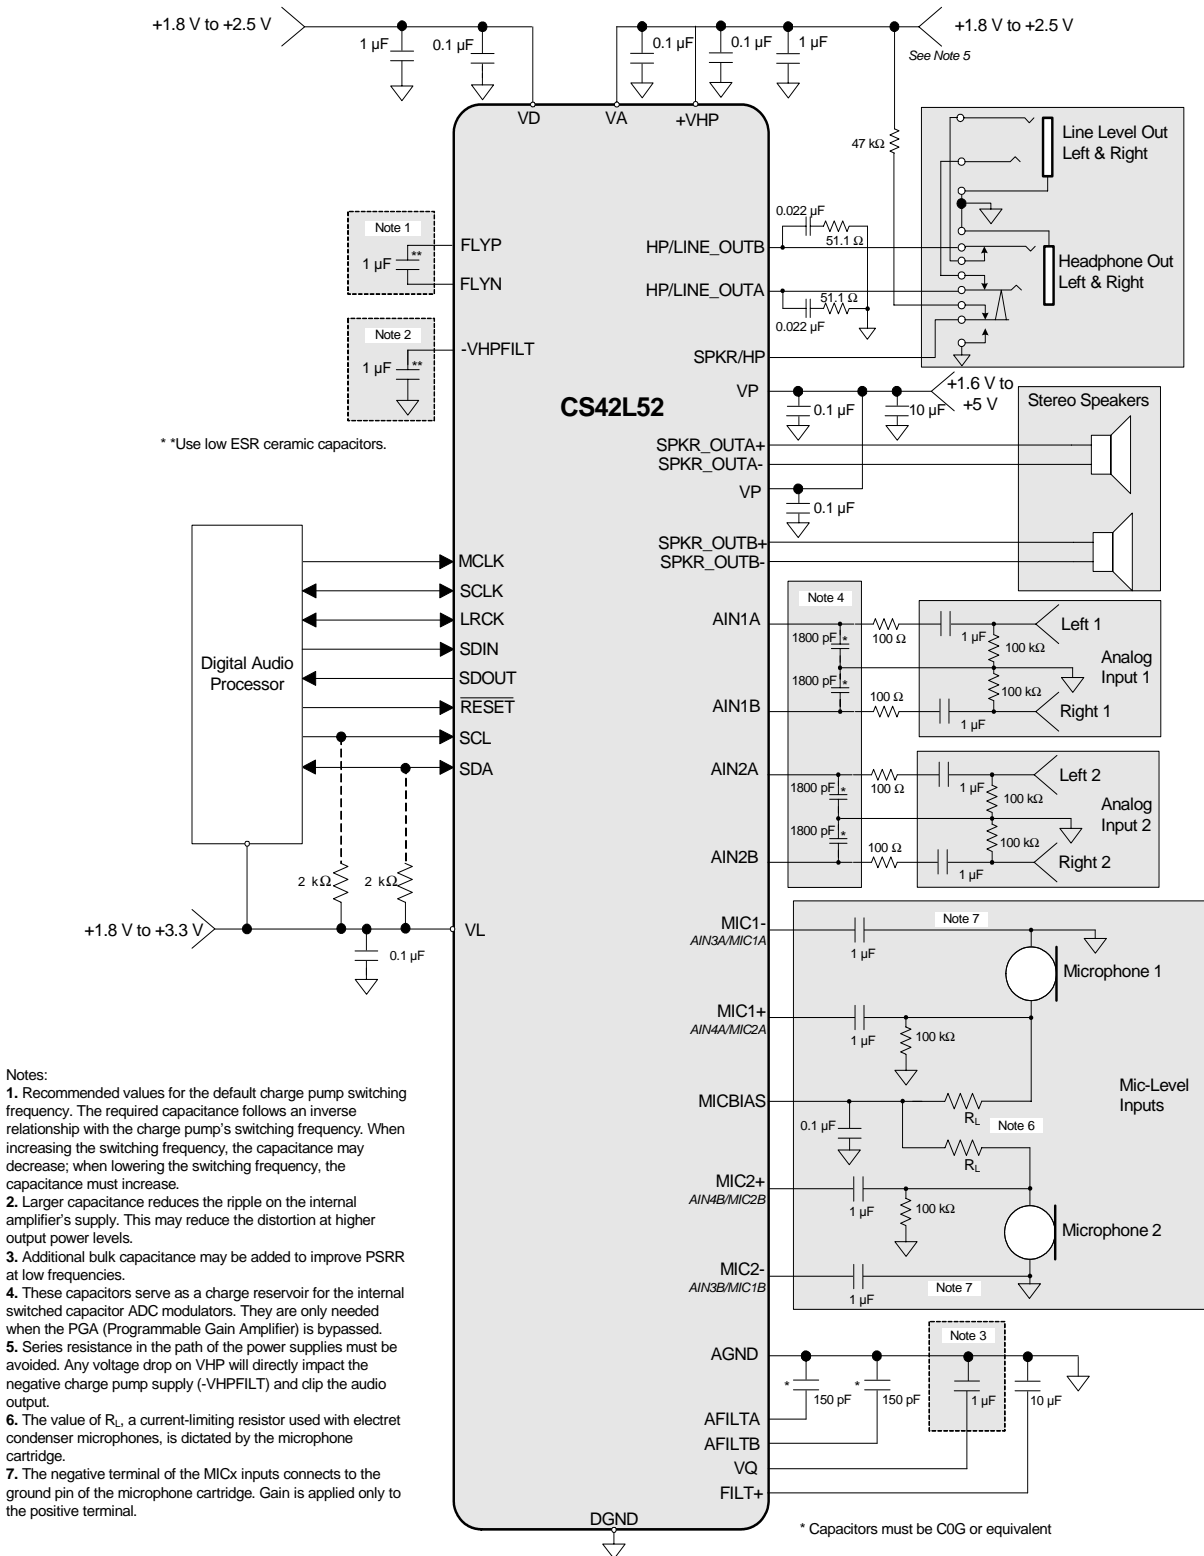 +1.8 V to +2.5 V
1 µF
0.1 µF
0.1 µF
0.1 µF
1 µF
+1.8 V to +2.5 V
See Note 5
VD
VA
+VHP
47 kΩ
Line Level Out
Left & Right
Note 1
1 µF
**
FLYP
FLYN
0.022 µF
51.1 Ω
HP/LINE_OUTB
HP/LINE_OUTA
51.1 Ω
0.022 µF
Headphone Out
Left & Right
Note 2
1 µF
**
-VHPFILT
SPKR/HP
VP
+1.6 V to
+5 V
0.1 µF
10 µF
CS42L52
Stereo Speakers
* *Use low ESR ceramic capacitors.
SPKR_OUTA+
SPKR_OUTA-
VP
0.1 µF
SPKR_OUTB+
SPKR_OUTB-
Digital Audio
Processor
MCLK
SCLK
LRCK
SDIN
SDOUT
RESET
SCL
SDA
Note 4
AIN1A
1800 pF
*
100 Ω
1 µF
100 kΩ
Left 1
Analog
Input 1
1800 pF
*
100 kΩ
AIN1B
100 Ω
1 µF
Right 1
AIN2A
1800 pF
*
100 Ω
1 µF
100 kΩ
Left 2
Analog
Input 2
1800 pF
*
100 kΩ
AIN2B
100 Ω
1 µF
Right 2
2 kΩ
2 kΩ
+1.8 V to +3.3 V
VL
0.1 µF
MIC1-
AIN3A/MIC1A
1 µF
Note 7
Microphone 1
MIC1+
AIN4A/MIC2A
1 µF
100 kΩ
Mic-Level
Inputs
MICBIAS
0.1 µF
RL
Note 6
RL
MIC2+
AIN4B/MIC2B
1 µF
100 kΩ
Microphone 2
MIC2-
AIN3B/MIC1B
1 µF
Note 7
Note 3
AGND
*
150 pF
*
150 pF
1 µF
10 µF
AFILTA
AFILTB
VQ
FILT+
DGND
* Capacitors must be C0G or equivalent
Notes:
1. Recommended values for the default charge pump switching
frequency. The required capacitance follows an inverse
relationship with the charge pump's switching frequency. When
increasing the switching frequency, the capacitance may
decrease; when lowering the switching frequency, the
capacitance must increase.
2. Larger capacitance reduces the ripple on the internal
amplifier's supply. This may reduce the distortion at higher
output power levels.
3. Additional bulk capacitance may be added to improve PSRR
at low frequencies.
4. These capacitors serve as a charge reservoir for the internal
switched capacitor ADC modulators. They are only needed
when the PGA (Programmable Gain Amplifier) is bypassed.
5. Series resistance in the path of the power supplies must be
avoided. Any voltage drop on VHP will directly impact the
negative charge pump supply (-VHPFILT) and clip the audio
output.
6. The value of RL, a current-limiting resistor used with electret
condenser microphones, is dictated by the microphone
cartridge.
7. The negative terminal of the MICx inputs connects to the
ground pin of the microphone cartridge. Gain is applied only to
the positive terminal.